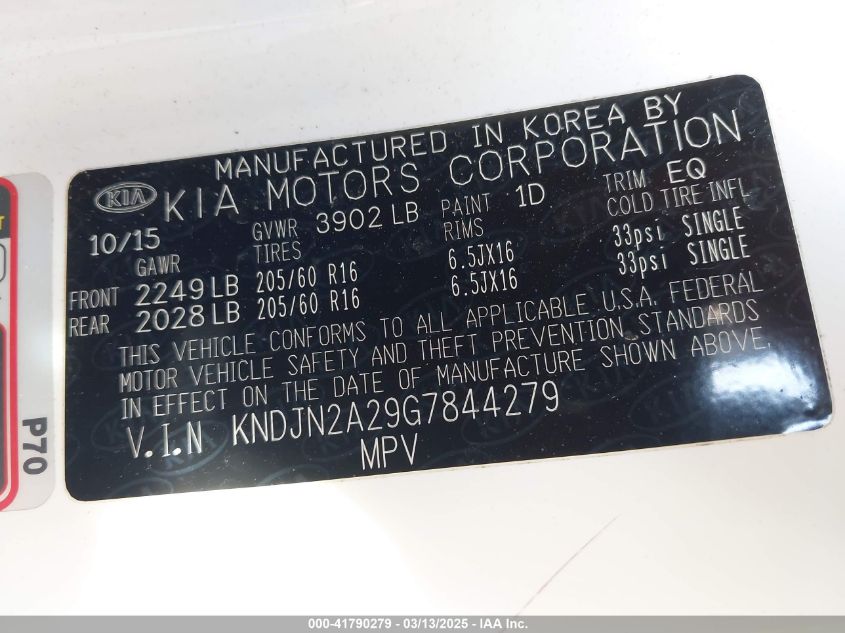 MANUFACTURED IN KOREA BY
KIA KIA MOTORS CORPORATION
10/15 GVWR 3902 LB PAINT 1D TRIM EQ
GAWR TIRES RIMS COLD TIRE INFL
FRONT 2249 LB 205/60 R16 6.5JX16 33psi SINGLE
REAR 2028 LB 205/60 R16 6.5JX16 33psi SINGLE
THIS VEHICLE CONFORMS TO ALL APPLICABLE U.S.A. FEDERAL
MOTOR VEHICLE SAFETY AND THEFT PREVENTION STANDARDS
IN EFFECT ON THE DATE OF MANUFACTURE SHOWN ABOVE.
V.I.N KNDJN2A29G7844279
MPV
P70
000-41790279 - 03/13/2025 - IAA Inc.